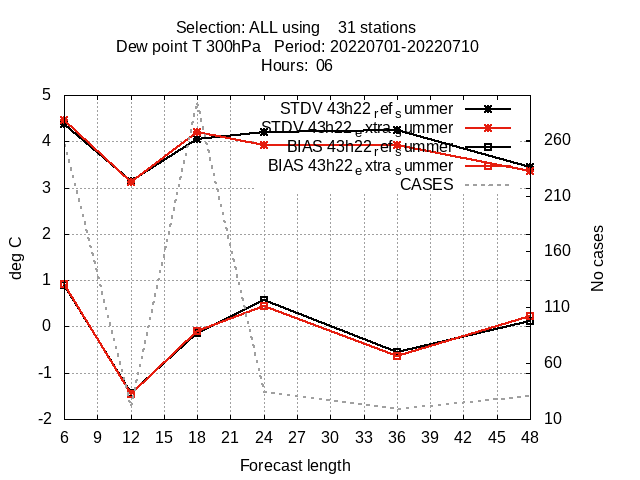 Selection: ALL using    31 stations
Dew point T 300hPa   Period: 20220701-20220710
Hours:  06
STDV 43h22_ref_summer
STDV 43h22_extra_summer
BIAS 43h22_ref_summer
BIAS 43h22_extra_summer
CASES
5
4
3
2
1
0
-1
-2
deg C
260
210
160
110
60
10
No cases
6 9 12 15 18 21 24 27 30 33 36 39 42 45 48
Forecast length